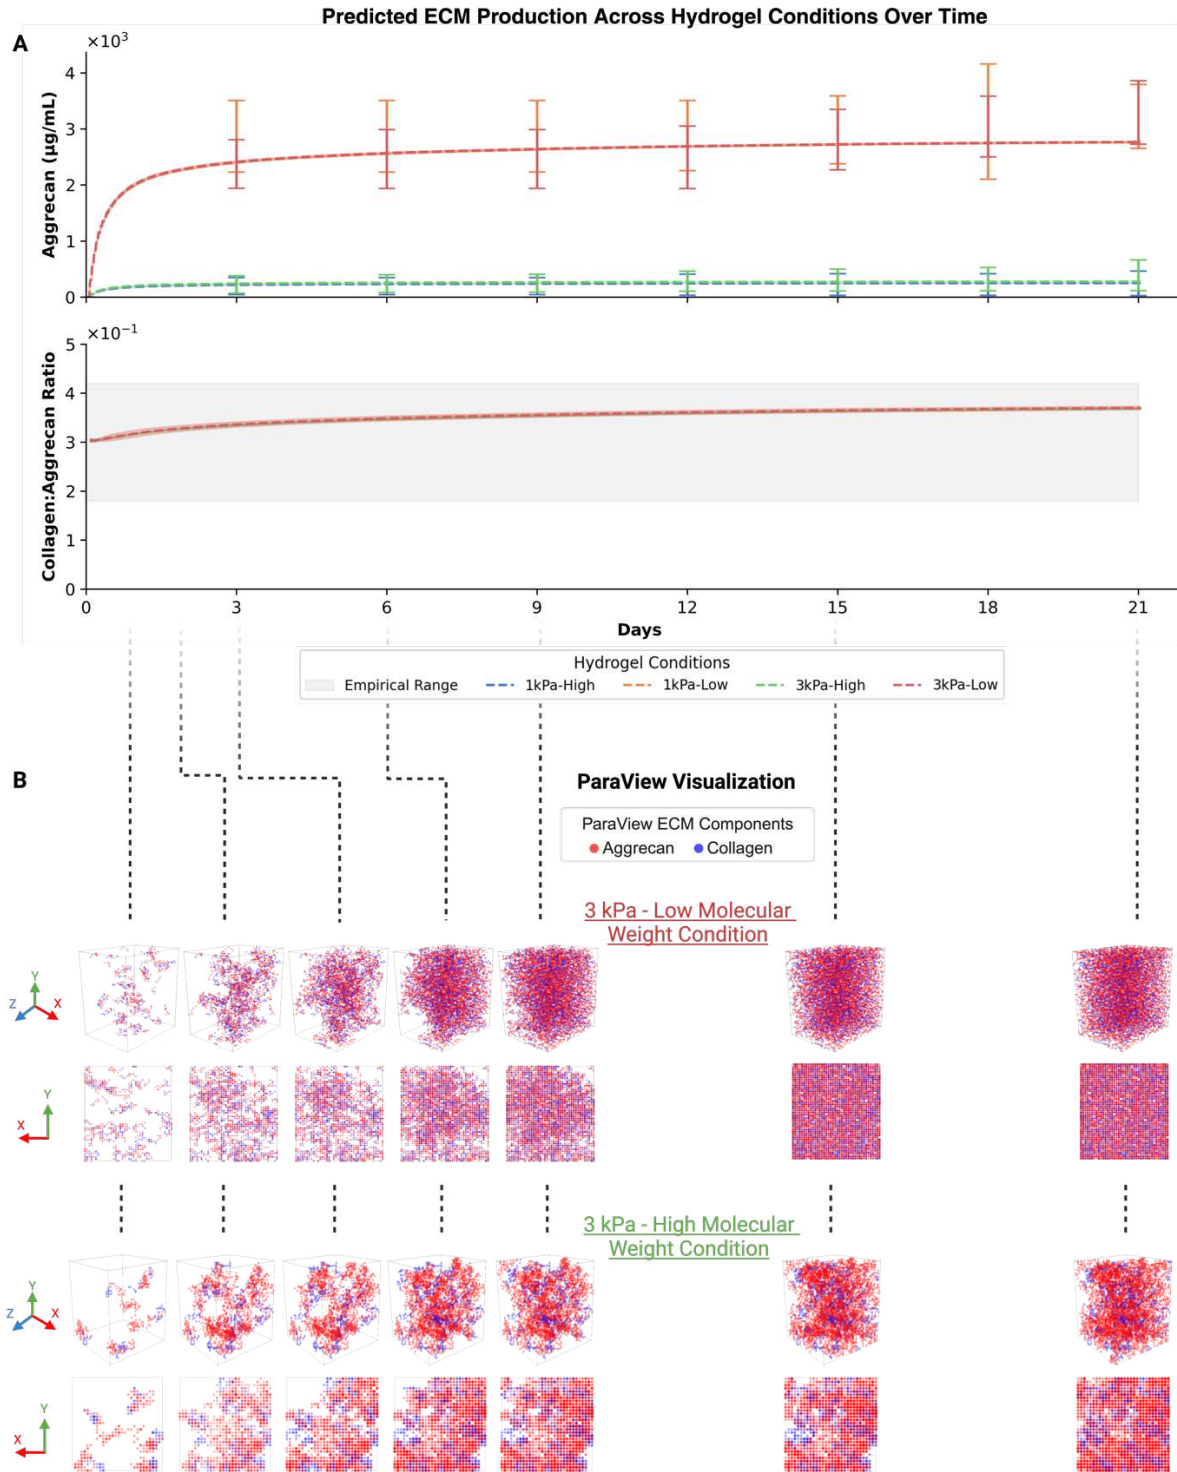 Predicted ECM Production Across Hydrogel Conditions Over Time
A
×10³
Aggrecan (µg/mL)
4
3
2
1
0
×10⁻¹
Collagen:Aggrecan Ratio
5
4
3
2
1
0
0 3 6 9 12 15 18 21
Days
Hydrogel Conditions
Empirical Range 1kPa-High 1kPa-Low 3kPa-High 3kPa-Low
B
ParaView Visualization
ParaView ECM Components
Aggrecan Collagen
3 kPa - Low Molecular
Weight Condition
Y
Z X
Y
X
3 kPa - High Molecular
Weight Condition
Y
Z X
Y
X